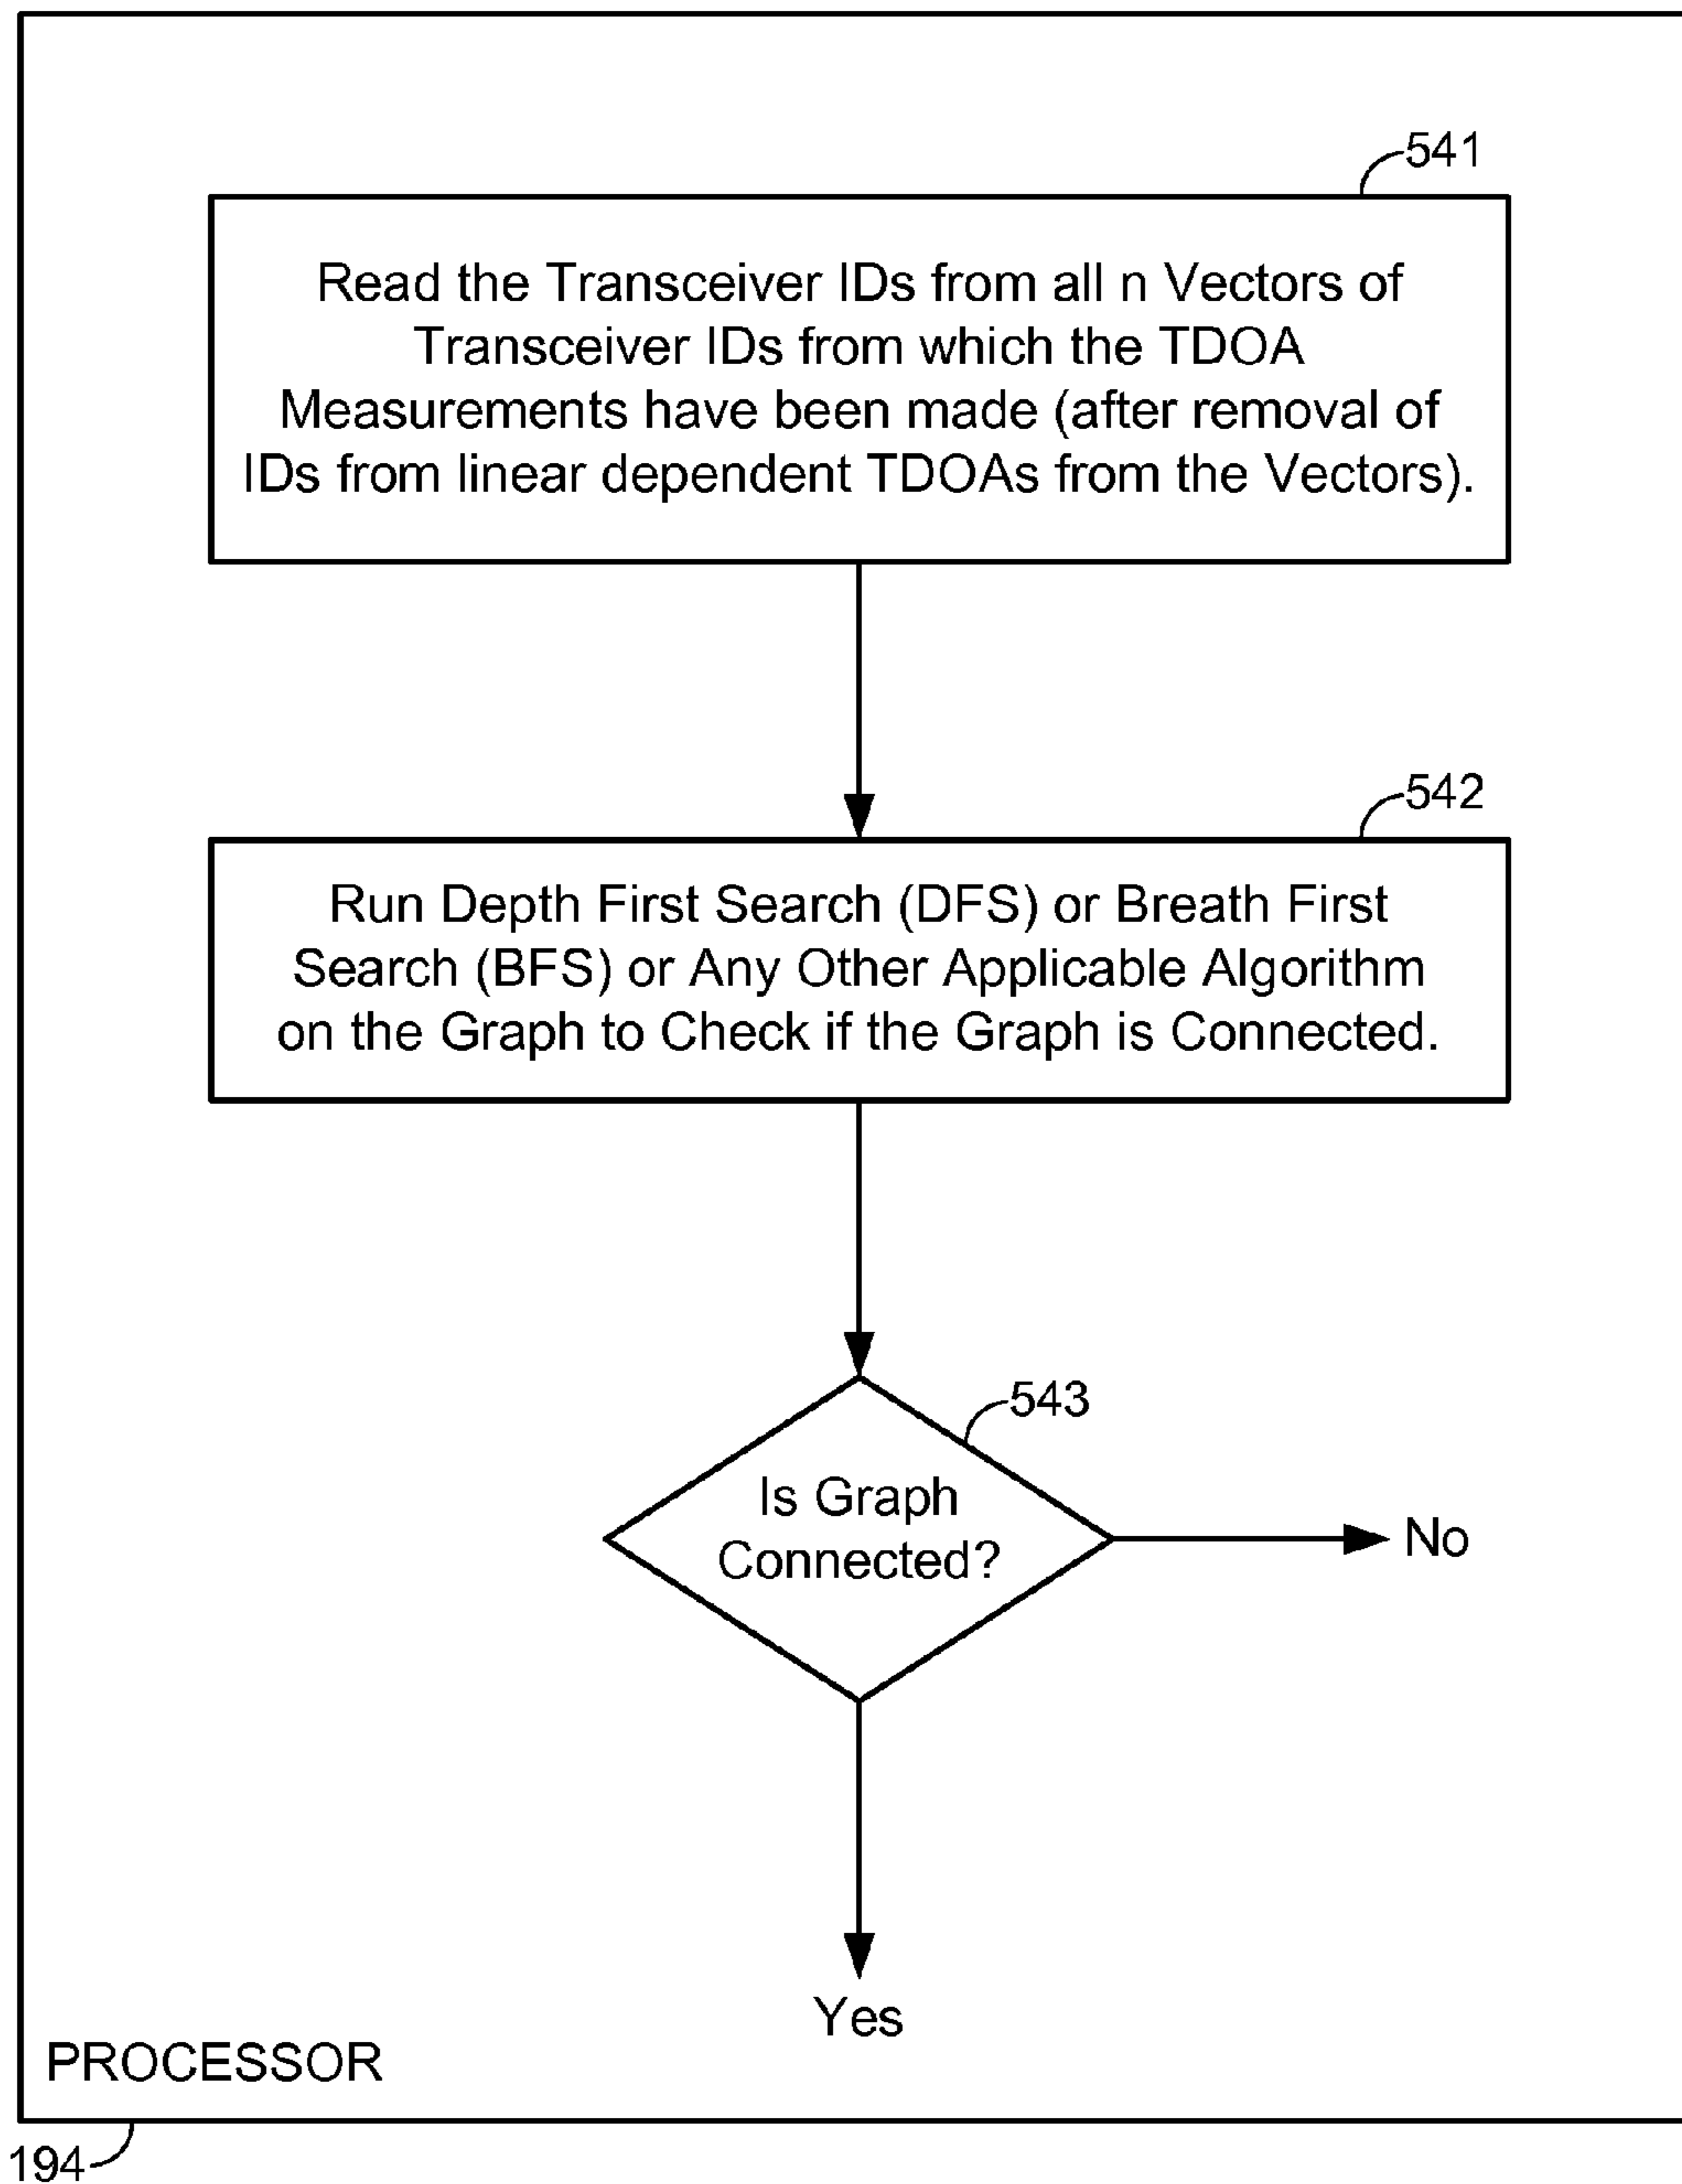 541
Read the Transceiver IDs from all n Vectors of
Transceiver IDs from which the TDOA
Measurements have been made (after removal of
IDs from linear dependent TDOAs from the Vectors).
542
Run Depth First Search (DFS) or Breath First
Search (BFS) or Any Other Applicable Algorithm
on the Graph to Check if the Graph is Connected.
543
Is Graph
Connected?
No
Yes
PROCESSOR
194